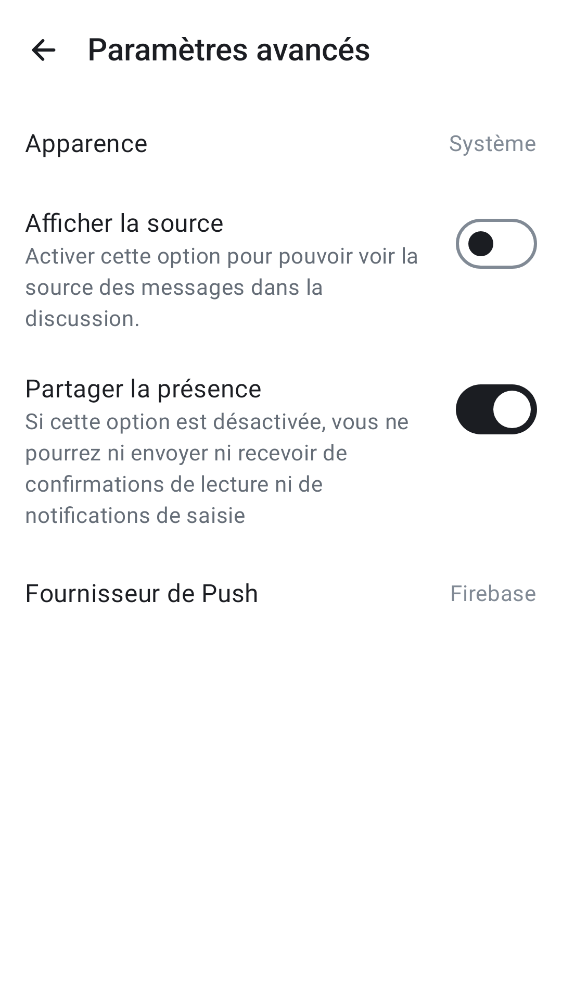 Paramètres avancés
Apparence
Système
Afficher la source
Activer cette option pour pouvoir voir la
source des messages dans la
discussion.
Partager la présence
Si cette option est désactivée, vous ne
pourrez ni envoyer ni recevoir de
confirmations de lecture ni de
notifications de saisie
Fournisseur de Push
Firebase